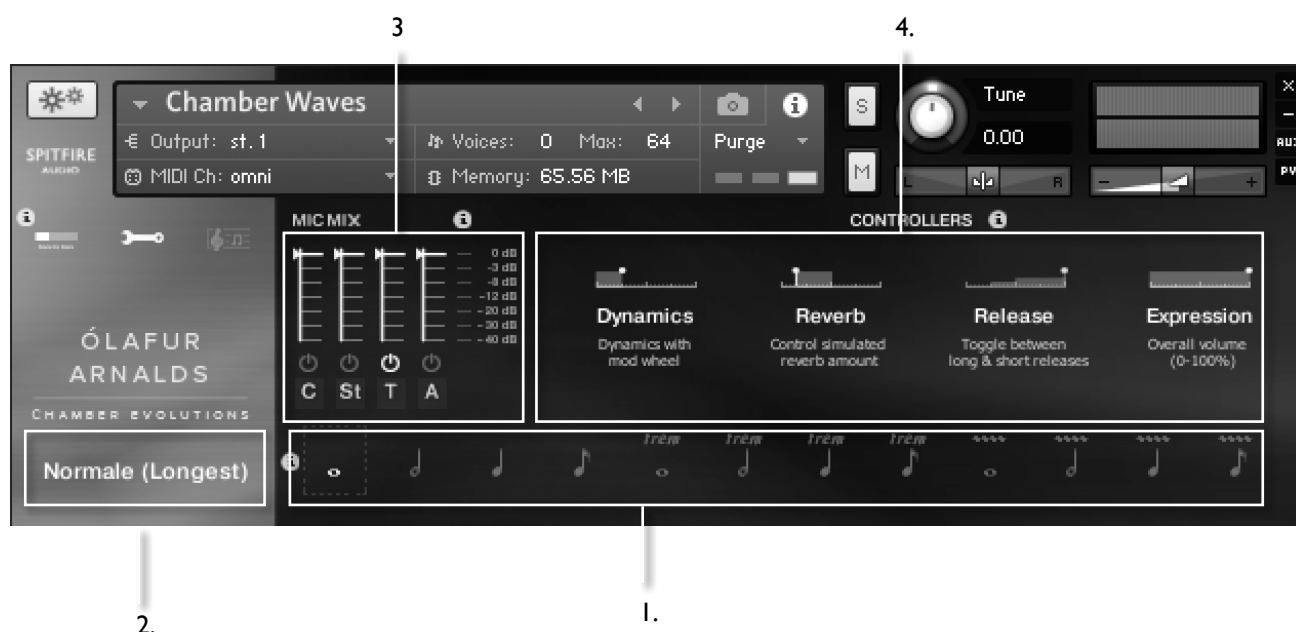 3 4.
Chamber Waves
S
Tune
0.00
×
–
AUX
PV
SPITFIRE
AUDIO
Output: st. 1
Voices: 0 Max: 64
Purge
MIDI Ch: omni
Memory: 65.56 MB
M
L R
– +
MIC MIX
CONTROLLERS
0 dB
-3 dB
-8 dB
-12 dB
-20 dB
-30 dB
-40 dB
C St T A
Dynamics
Dynamics with
mod wheel
Reverb
Control simulated
reverb amount
Release
Toggle between
long & short releases
Expression
Overall volume
(0-100%)
ÓLAFUR
ARNALDS
CHAMBER EVOLUTIONS
Normale (Longest)
trem trem trem trem
2. 1.